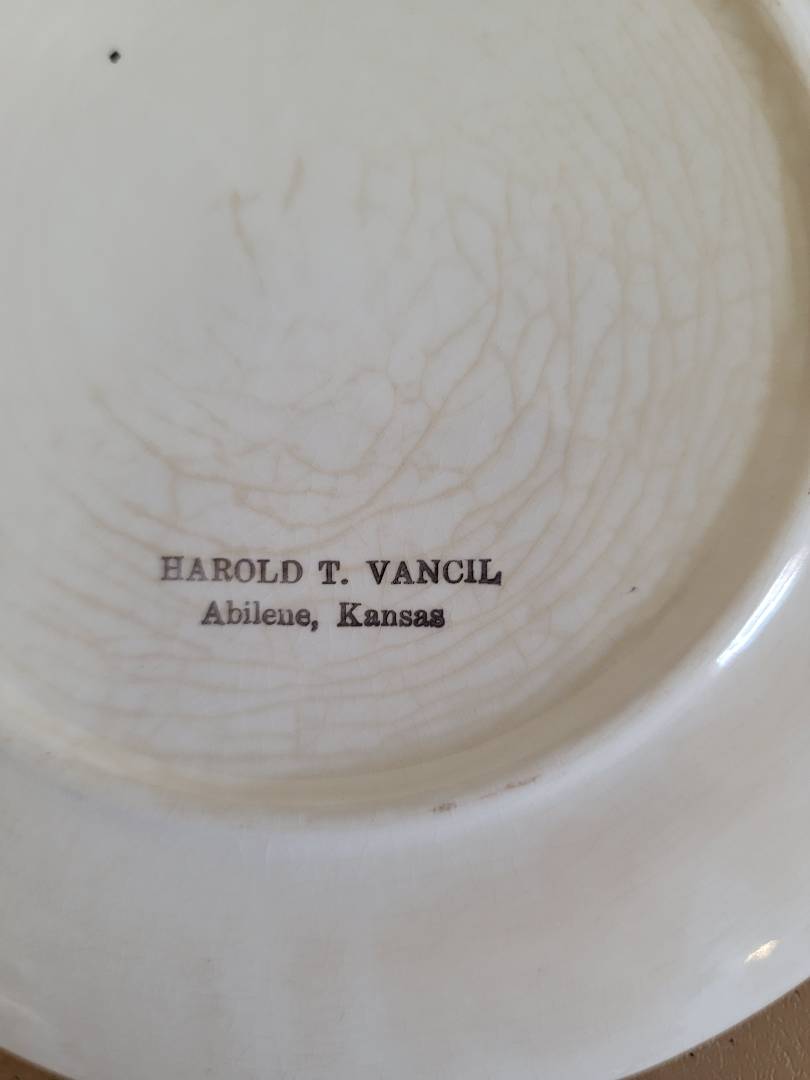 HAROLD T. VANCIL
Abilene, Kansas